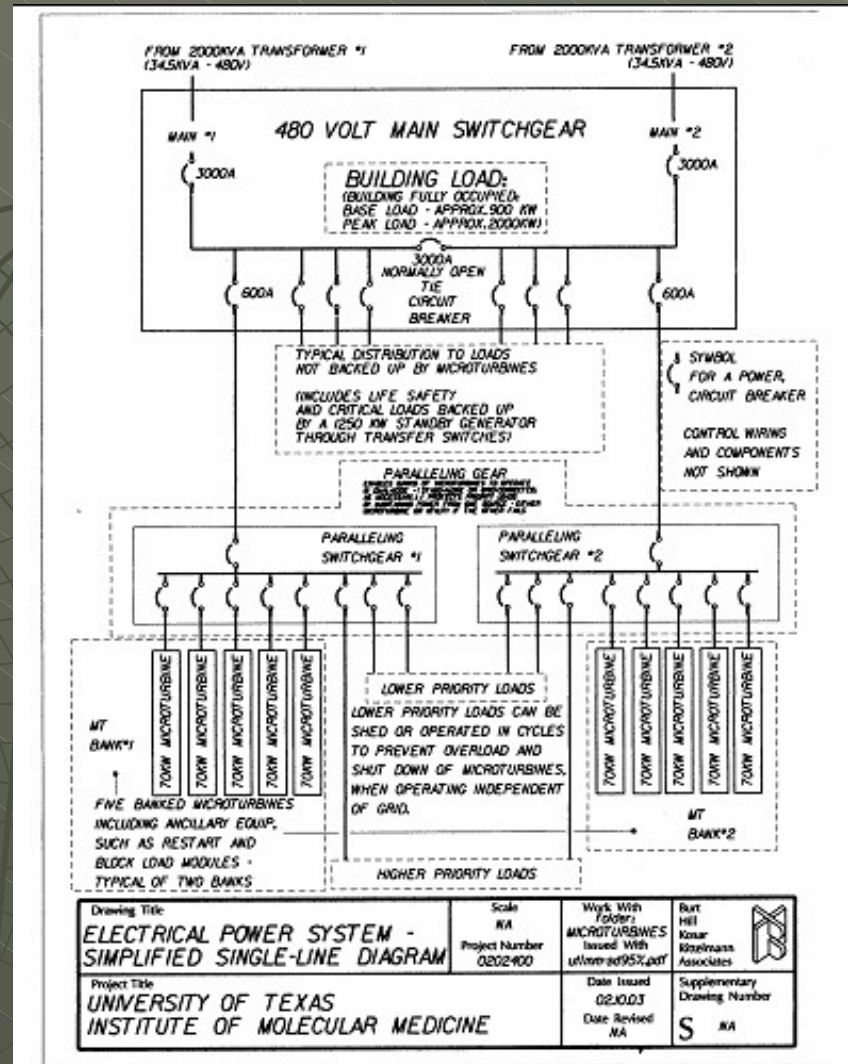 FROM 2000KVA TRANSFORMER #1
(34.5KVA - 480V)
FROM 2000KVA TRANSFORMER #2
(34.5KVA - 480V)
480 VOLT MAIN SWITCHGEAR
MAIN #1
MAIN #2
3000A
3000A
BUILDING LOAD:
(BUILDING FULLY OCCUPIED:
BASE LOAD - APPROX. 900 KW
PEAK LOAD - APPROX. 2000KW)
3000A
NORMALLY OPEN
TIE
CIRCUIT
BREAKER
600A
600A
TYPICAL DISTRIBUTION TO LOADS
NOT BACKED UP BY MICROTURBINES
(INCLUDES LIFE SAFETY
AND CRITICAL LOADS BACKED UP
BY A 1250 KW STANDBY GENERATOR
THROUGH TRANSFER SWITCHES)
SYMBOL
FOR A POWER,
CIRCUIT BREAKER
CONTROL WIRING
AND COMPONENTS
NOT SHOWN
PARALLELING GEAR
PARALLELING
SWITCHGEAR #1
PARALLELING
SWITCHGEAR #2
70KW MICROTURBINE
70KW MICROTURBINE
70KW MICROTURBINE
70KW MICROTURBINE
70KW MICROTURBINE
70KW MICROTURBINE
70KW MICROTURBINE
70KW MICROTURBINE
70KW MICROTURBINE
70KW MICROTURBINE
MT
BANK#1
LOWER PRIORITY LOADS
LOWER PRIORITY LOADS CAN BE
SHED OR OPERATED IN CYCLES
TO PREVENT OVERLOAD AND
SHUT DOWN OF MICROTURBINES,
WHEN OPERATING INDEPENDENT
OF GRID.
FIVE BANKED MICROTURBINES
INCLUDING ANCILLARY EQUIP,
SUCH AS RESTART AND
BLOCK LOAD MODULES -
TYPICAL OF TWO BANKS
MT
BANK#2
HIGHER PRIORITY LOADS
Drawing Title
ELECTRICAL POWER SYSTEM -
SIMPLIFIED SINGLE-LINE DIAGRAM
Scale
NA
Project Number
0202400
Work With
Folder:
MICROTURBINES
Issued With
utimm-sd95%.pdf
Burt
Hill
Kosar
Rittelmann
Associates
Project Title
UNIVERSITY OF TEXAS
INSTITUTE OF MOLECULAR MEDICINE
Date Issued
02.10.03
Date Revised
NA
Supplementary
Drawing Number
S NA